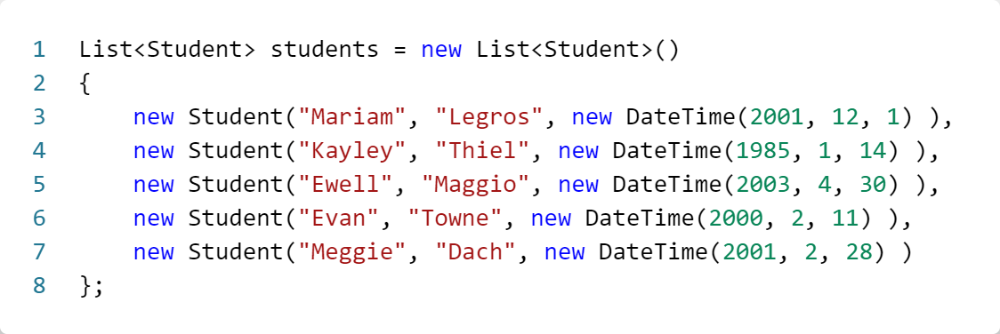 1 List<Student> students = new List<Student>()
2 {
3     new Student("Mariam", "Legros", new DateTime(2001, 12, 1) ),
4     new Student("Kayley", "Thiel", new DateTime(1985, 1, 14) ),
5     new Student("Ewell", "Maggio", new DateTime(2003, 4, 30) ),
6     new Student("Evan", "Towne", new DateTime(2000, 2, 11) ),
7     new Student("Meggie", "Dach", new DateTime(2001, 2, 28) )
8 };